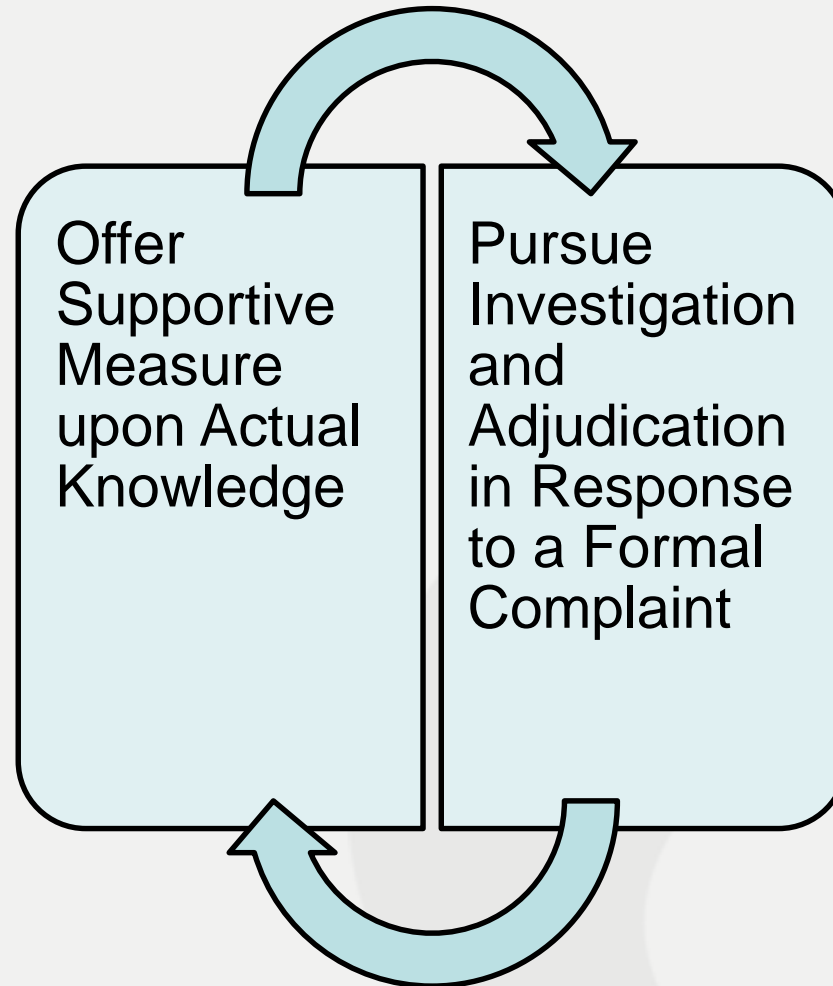 Offer
Supportive
Measure
upon Actual
Knowledge
Pursue
Investigation
and
Adjudication
in Response
to a Formal
Complaint